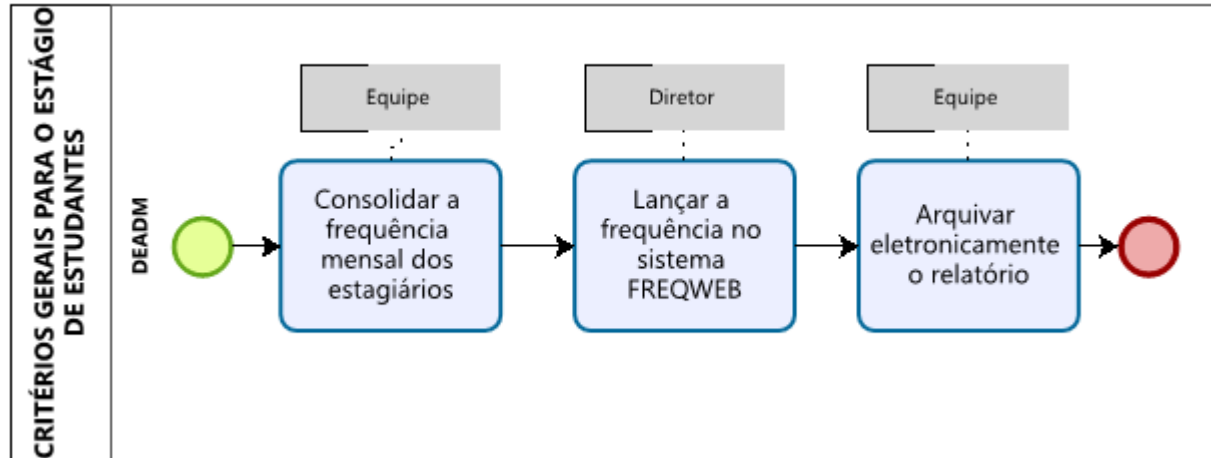 CRITÉRIOS GERAIS PARA O ESTÁGIO
DE ESTUDANTES
DEADM
Equipe
Consolidar a
frequência
mensal dos
estagiários
Diretor
Lançar a
frequência no
sistema
FREQWEB
Equipe
Arquivar
eletronicamente
o relatório